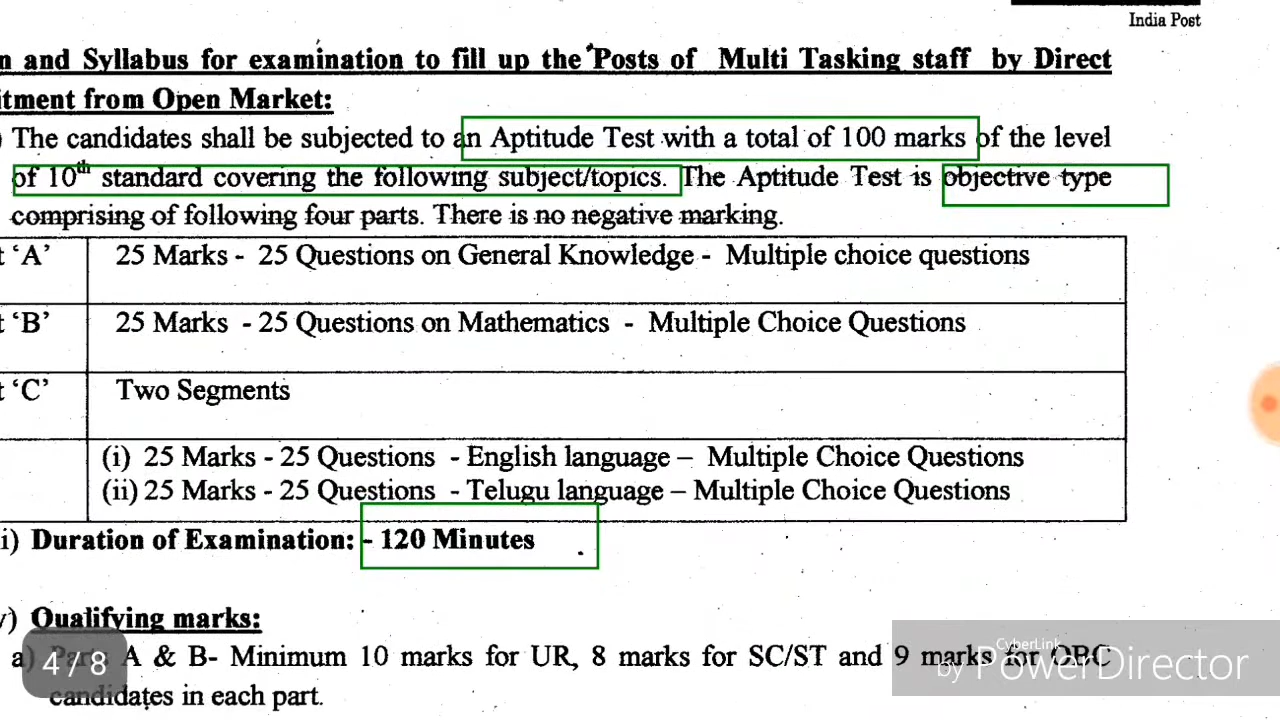 India Post
n and Syllabus for examination to fill up the Posts of Multi Tasking staff by Direct
itment from Open Market:
) The candidates shall be subjected to an Aptitude Test with a total of 100 marks of the level
of 10th standard covering the following subject/topics. The Aptitude Test is objective type
comprising of following four parts. There is no negative marking.
t ‘A’ 25 Marks - 25 Questions on General Knowledge - Multiple choice questions
t ‘B’ 25 Marks - 25 Questions on Mathematics - Multiple Choice Questions
t ‘C’ Two Segments
(i) 25 Marks - 25 Questions - English language – Multiple Choice Questions
(ii) 25 Marks - 25 Questions - Telugu language – Multiple Choice Questions
i) Duration of Examination: - 120 Minutes
v) Qualifying marks:
a) Parts A & B- Minimum 10 marks for UR, 8 marks for SC/ST and 9 marks for OBC
candidates in each part.
4 / 8
CyberLink
by PowerDirector